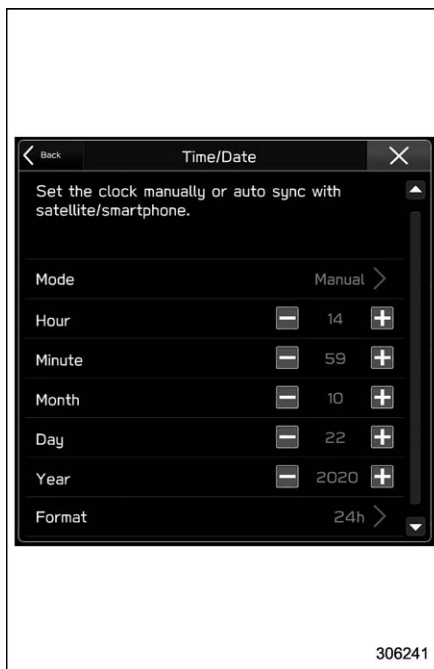 Back Time/Date
Set the clock manually or auto sync with
satellite/smartphone.
Mode Manual
Hour 14
Minute 59
Month 10
Day 22
Year 2020
Format 24h
306241